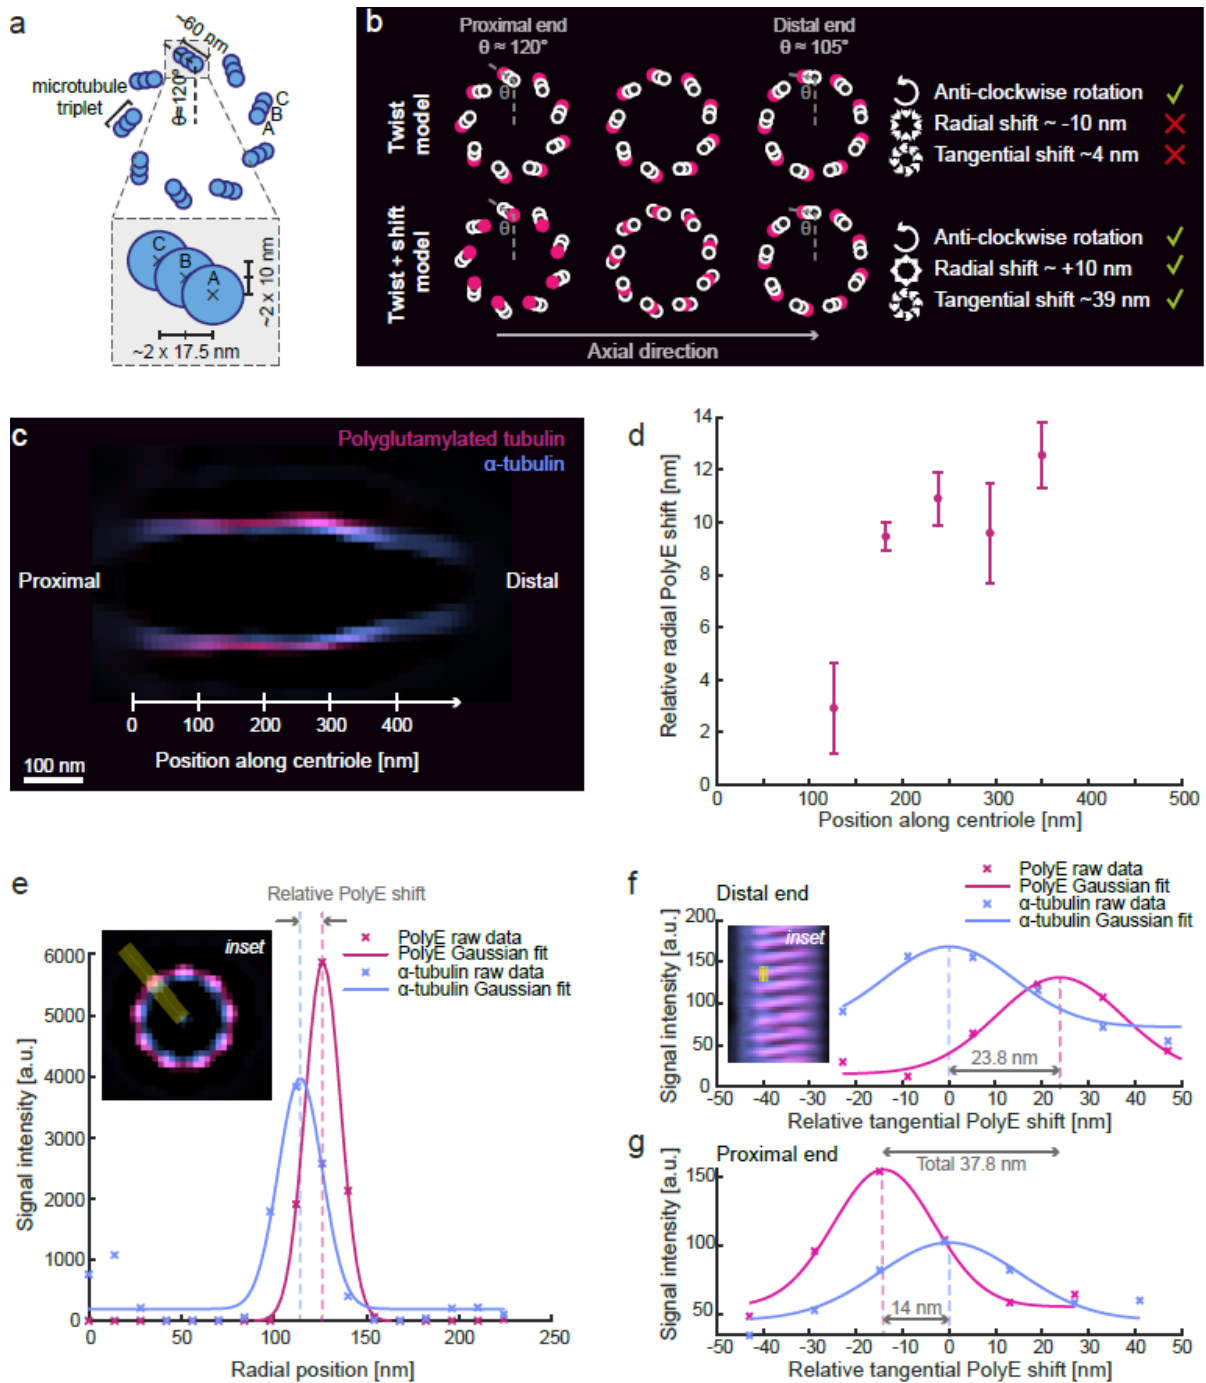 a
~60 nm
microtubule
triplet
θ≈120°
C
B
A
C
B
A
~2 x 10 nm
~2 x 17.5 nm
b
Proximal end
θ ≈ 120°
Distal end
θ ≈ 105°
Twist
model
θ
θ
Anti-clockwise rotation
Radial shift ~ -10 nm
Tangential shift ~4 nm
Twist + shift
model
θ
θ
Anti-clockwise rotation
Radial shift ~ +10 nm
Tangential shift ~39 nm
Axial direction
c
Polyglutamylated tubulin
α-tubulin
Proximal
Distal
0 100 200 300 400
Position along centriole [nm]
100 nm
d
Relative radial PolyE shift [nm]
14
12
10
8
6
4
2
0
0 100 200 300 400 500
Position along centriole [nm]
e
Relative PolyE shift
inset
PolyE raw data
PolyE Gaussian fit
α-tubulin raw data
α-tubulin Gaussian fit
Signal intensity [a.u.]
6000
5000
4000
3000
2000
1000
0
0 50 100 150 200 250
Radial position [nm]
f
Distal end
PolyE raw data
PolyE Gaussian fit
α-tubulin raw data
α-tubulin Gaussian fit
inset
Signal intensity [a.u.]
200
150
100
50
0
23.8 nm
-50 -40 -30 -20 -10 0 10 20 30 40 50
Relative tangential PolyE shift [nm]
g
Proximal end
Total 37.8 nm
Signal intensity [a.u.]
150
100
50
14 nm
-50 -40 -30 -20 -10 0 10 20 30 40 50
Relative tangential PolyE shift [nm]